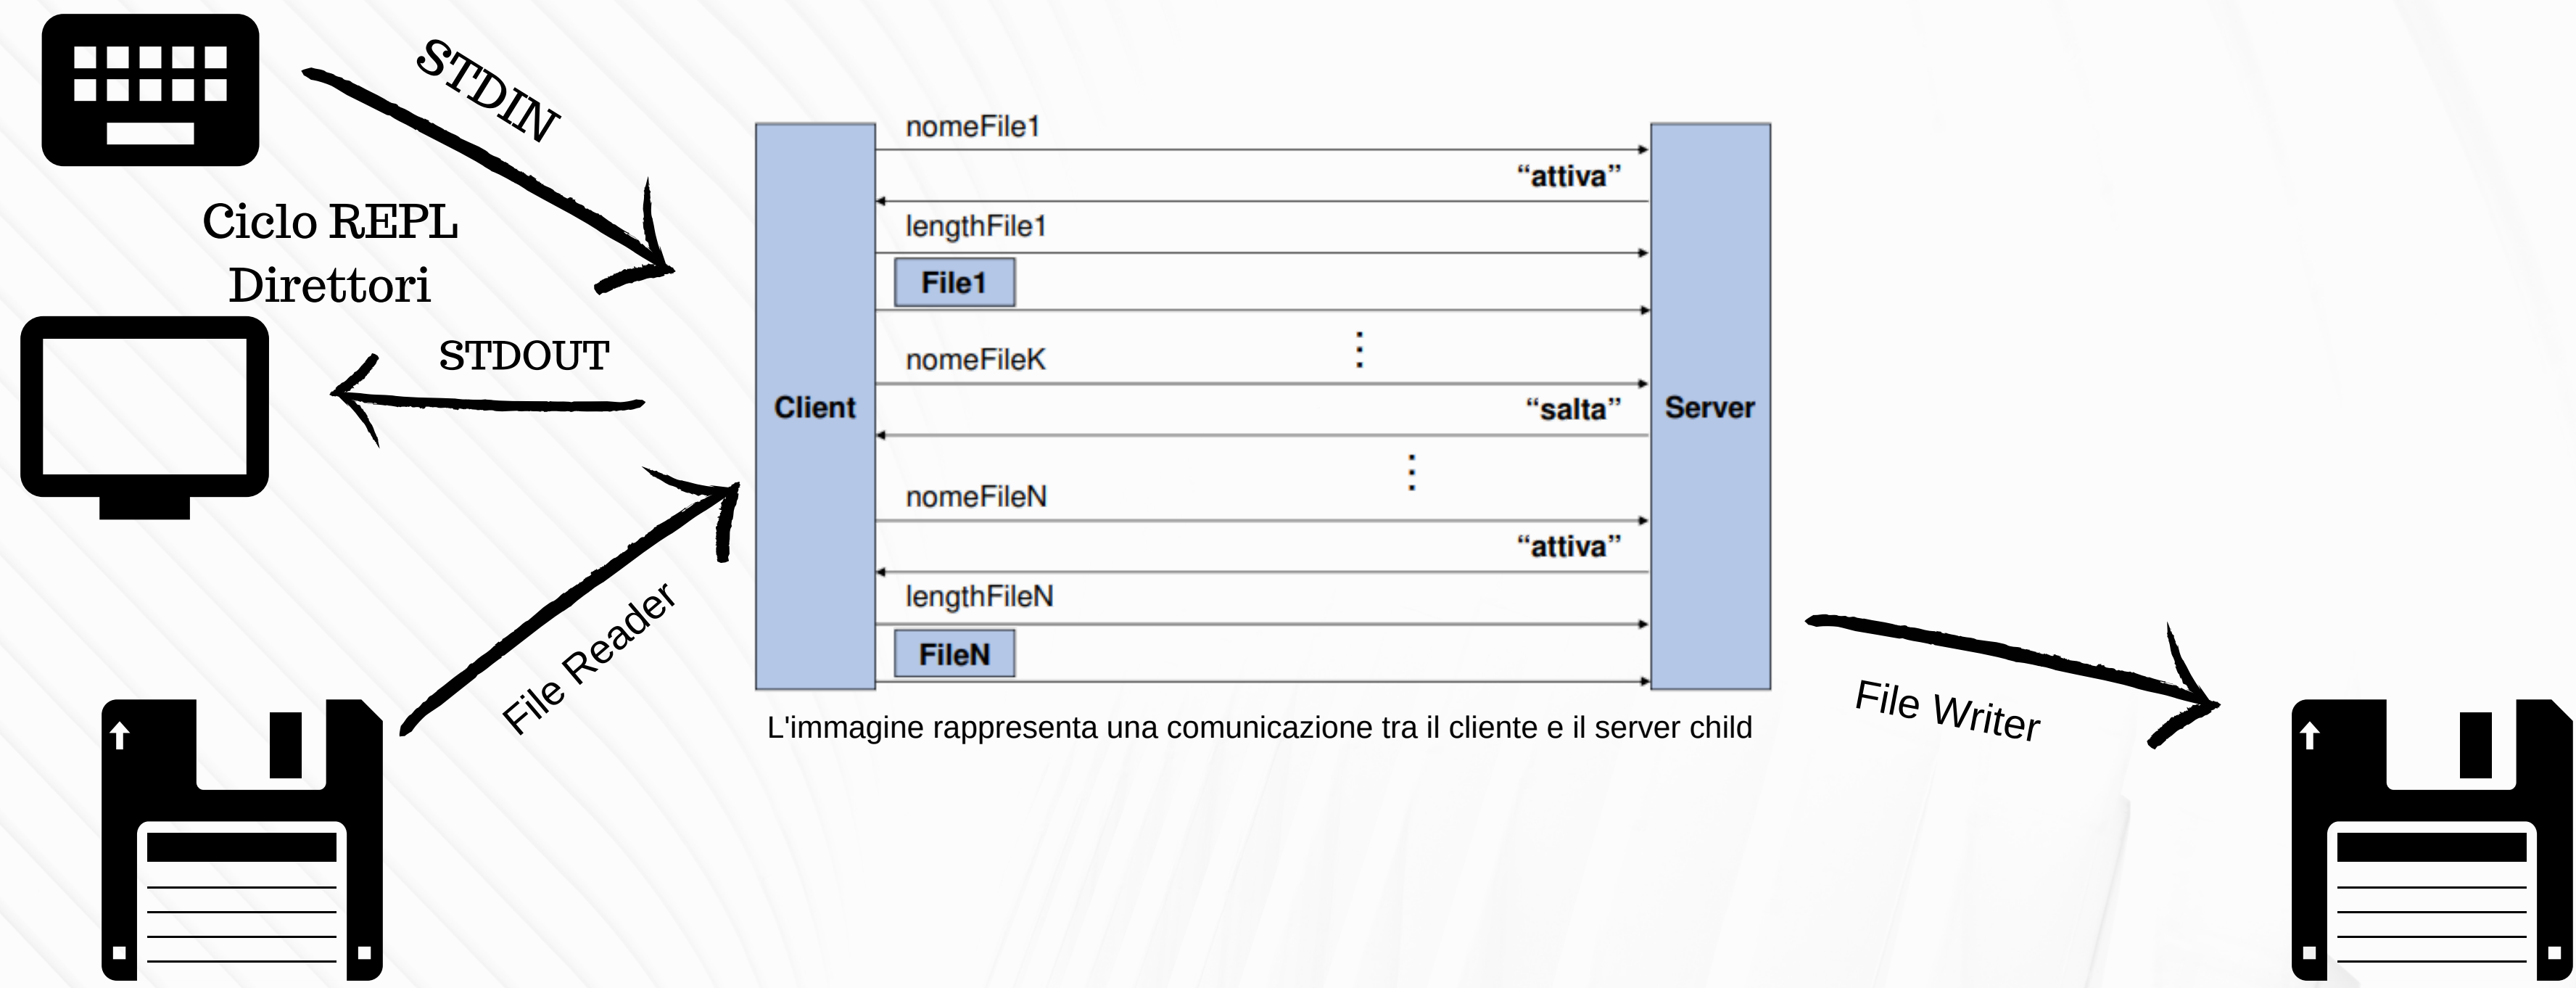 STDIN
Ciclo REPL
Direttori
STDOUT
File Reader
nomeFile1
“attiva”
lengthFile1
File1
nomeFileK
⋮
Client
“salta”
Server
⋮
nomeFileN
“attiva”
lengthFileN
FileN
L'immagine rappresenta una comunicazione tra il cliente e il server child
File Writer